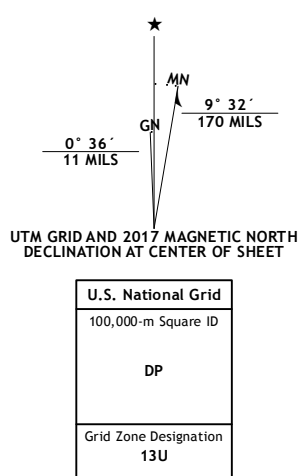 ★
MN
GN
9° 32´
170 MILS
0° 36´
11 MILS
UTM GRID AND 2017 MAGNETIC NORTH
DECLINATION AT CENTER OF SHEET
U.S. National Grid
100,000-m Square ID
DP
Grid Zone Designation
13U